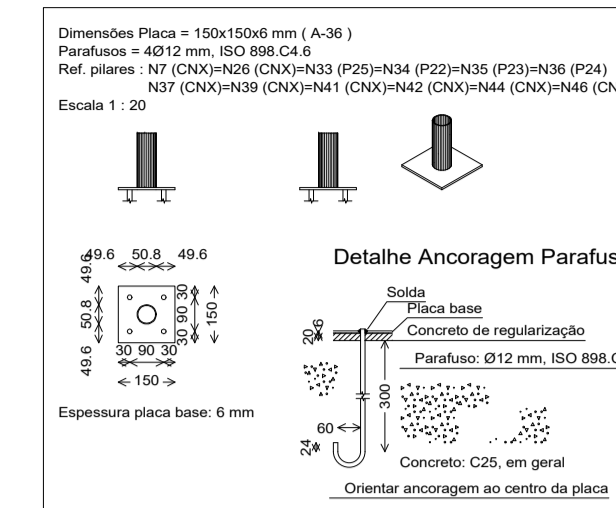 Dimensões Placa = 150x150x6 mm ( A-36 )
Parafusos = 4Ø12 mm, ISO 898.C4.6
Ref. pilares : N7 (CNX)=N26 (CNX)=N33 (P25)=N34 (P22)=N35 (P23)=N36 (P24)
N37 (CNX)=N39 (CNX)=N41 (CNX)=N42 (CNX)=N44 (CNX)=N46 (CN
Escala 1 : 20
49.6 50.8 49.6
49.6
50.8
49.6
30
90
30
150
30 90 30
150
Espessura placa base: 6 mm
Detalhe Ancoragem Parafus
Solda
Placa base
Concreto de regularização
Parafuso: Ø12 mm, ISO 898.C
20
6
300
60
24
Concreto: C25, em geral
Orientar ancoragem ao centro da placa